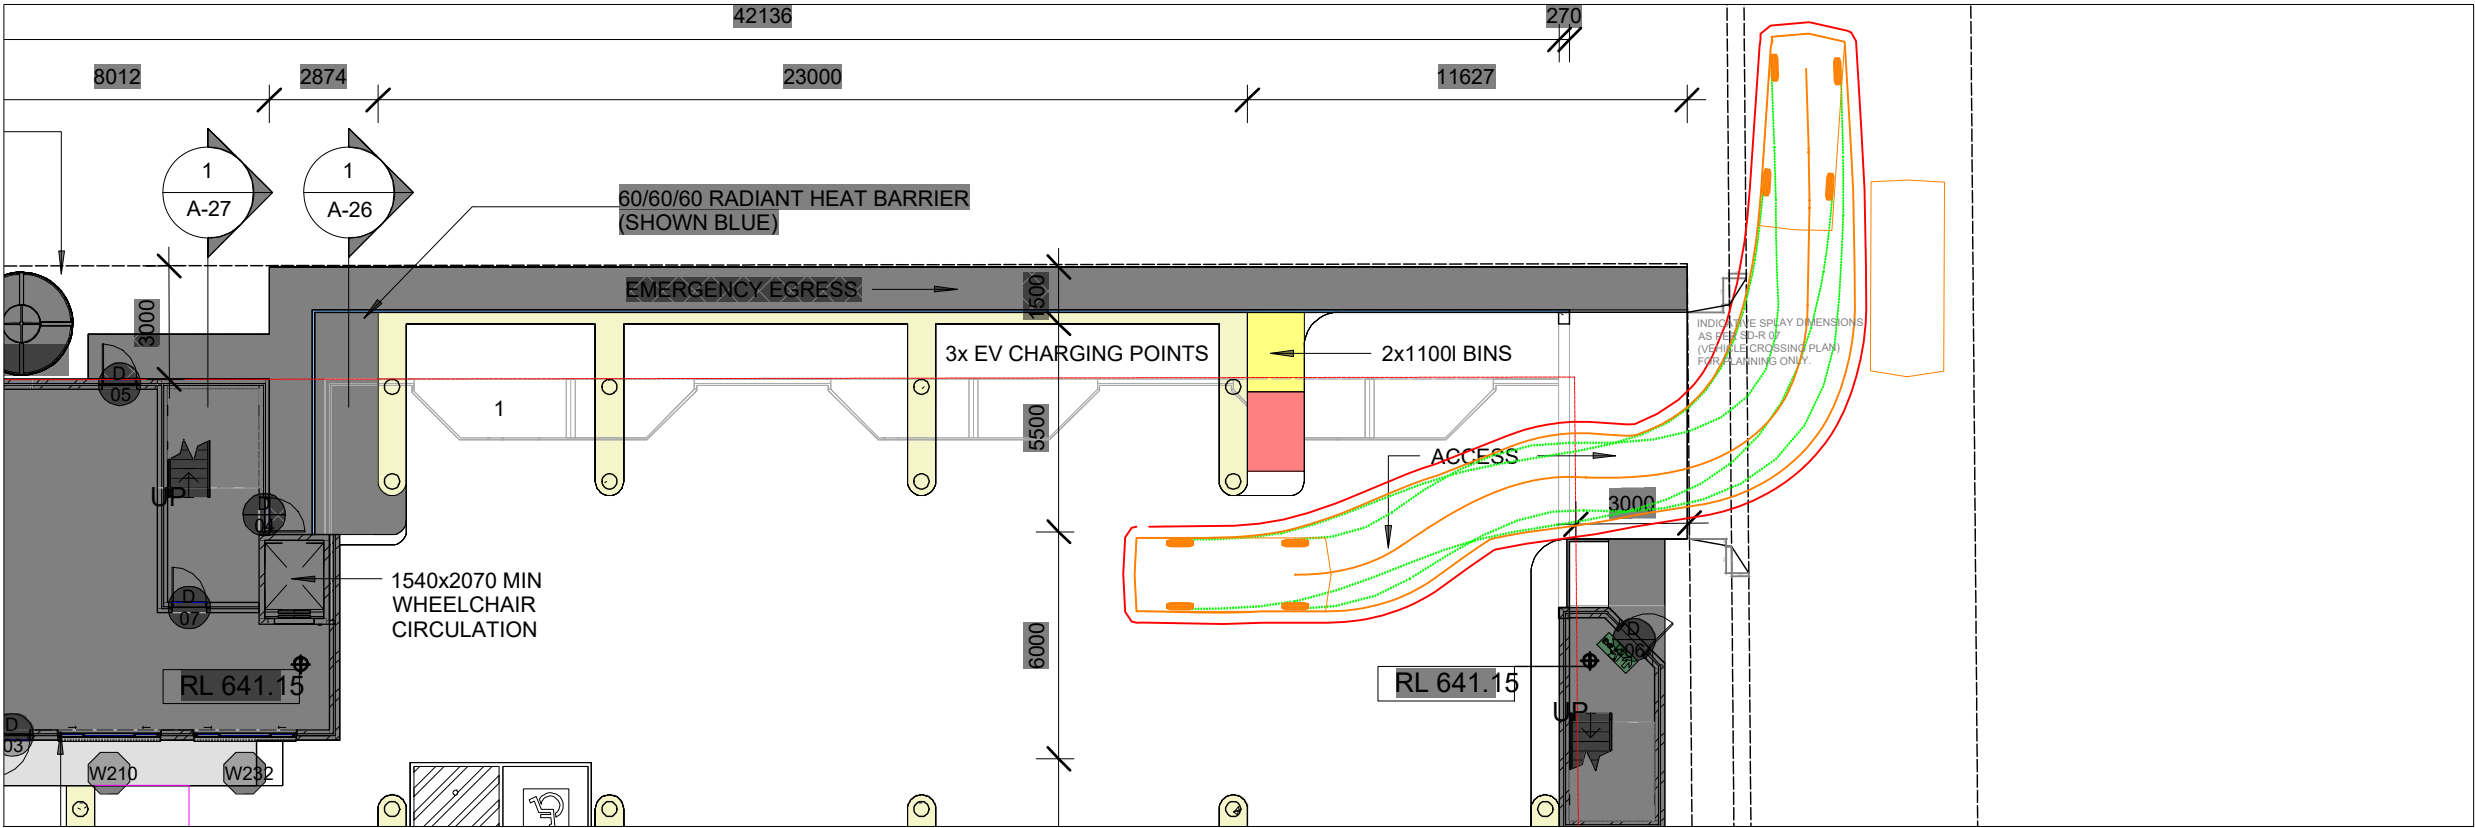 42136
270
8012
2874
23000
11627
1
A-27
1
A-26
60/60/60 RADIANT HEAT BARRIER
(SHOWN BLUE)
EMERGENCY EGRESS
1500
3000
INDICATIVE SPLAY DIMENSIONS
AS PER SD-R 07
(VEHICLE CROSSING PLAN)
FOR PLANNING ONLY.
3x EV CHARGING POINTS
2x1100l BINS
D
05
1
5500
ACCESS
UP
D
04
3000
1540x2070 MIN
WHEELCHAIR
CIRCULATION
D
07
6000
D
06
RL 641.15
RL 641.15
UP
D
03
W210
W232